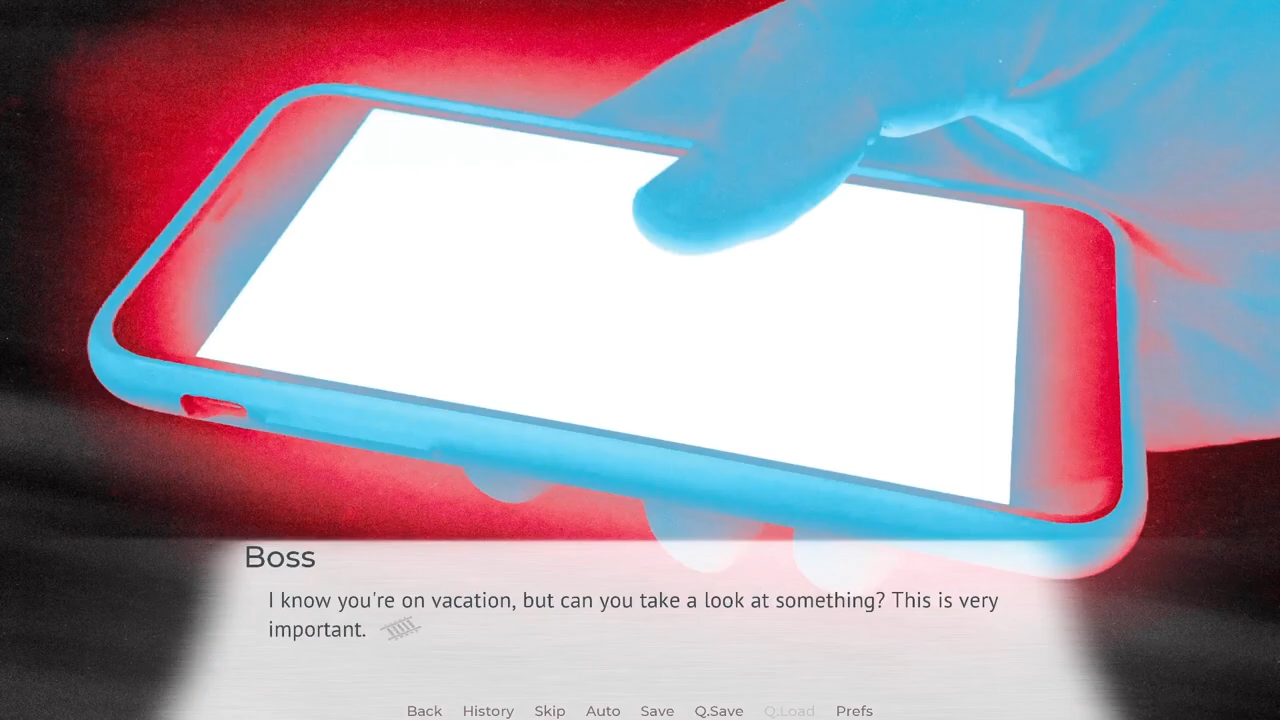 Boss
I know you're on vacation, but can you take a look at something? This is very
important.
Back History Skip Auto Save Q.Save Q.Load Prefs